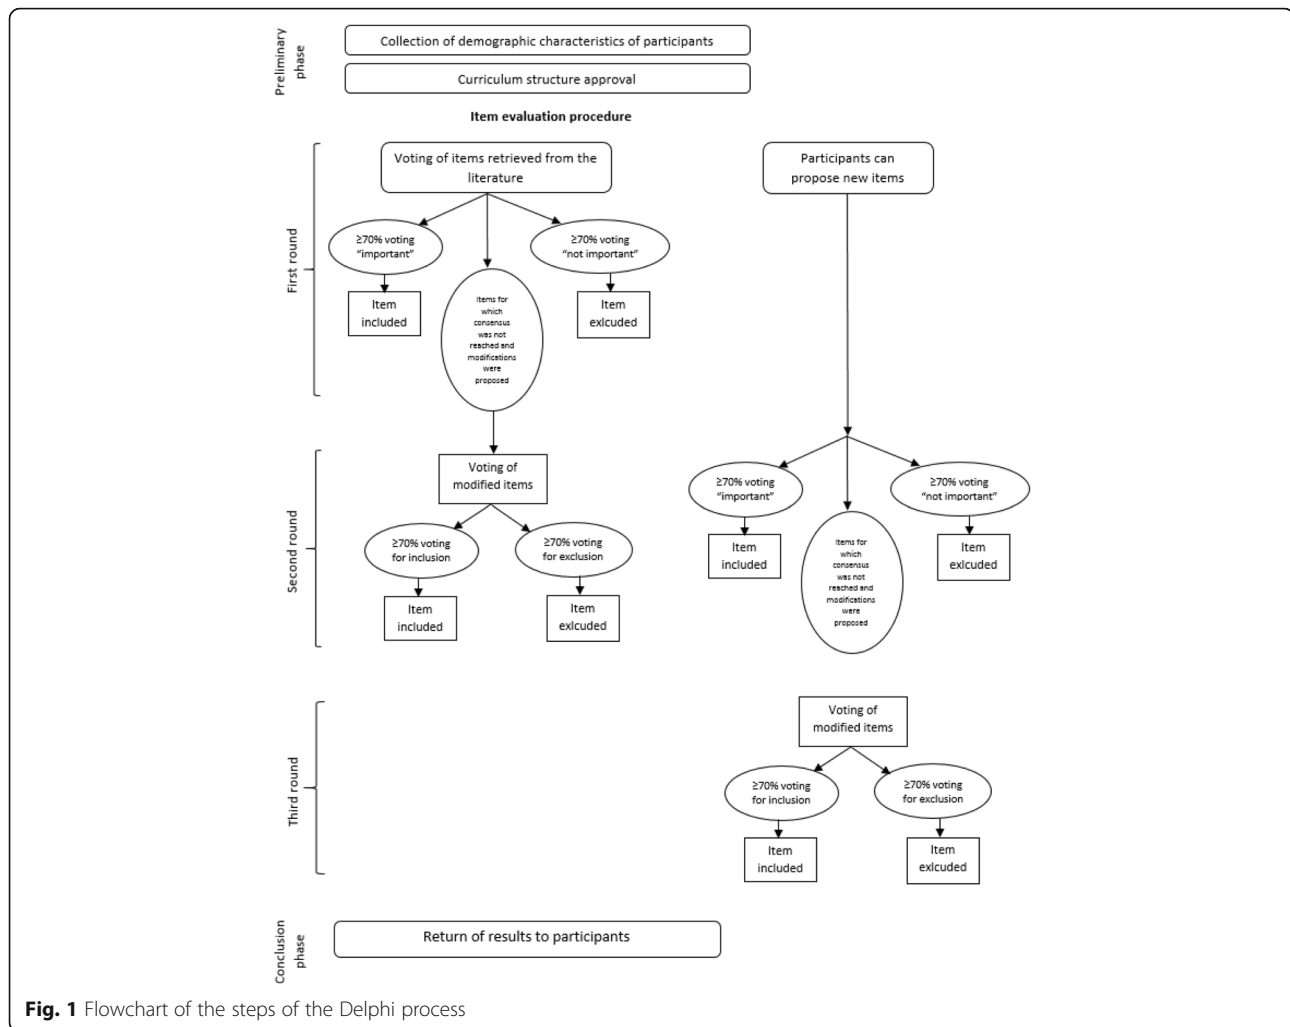 Preliminary
phase
Collection of demographic characteristics of participants
Curriculum structure approval
Item evaluation procedure
First round
Voting of items retrieved from the
literature
Participants can
propose new items
≥70% voting
"important"
≥70% voting
"not important"
Item
included
Items for
which
consensus
was not
reached and
modifications
were
proposed
Item
exlcuded
Second round
Voting of
modified items
≥70% voting
for inclusion
≥70% voting
for exclusion
Item
included
Item
exlcuded
≥70% voting
"important"
≥70% voting
"not important"
Item
included
Items for
which
consensus
was not
reached and
modifications
were
proposed
Item
exlcuded
Third round
Voting of
modified items
≥70% voting
for inclusion
≥70% voting
for exclusion
Item
included
Item
exlcuded
Conclusion
phase
Return of results to participants
Fig. 1 Flowchart of the steps of the Delphi process